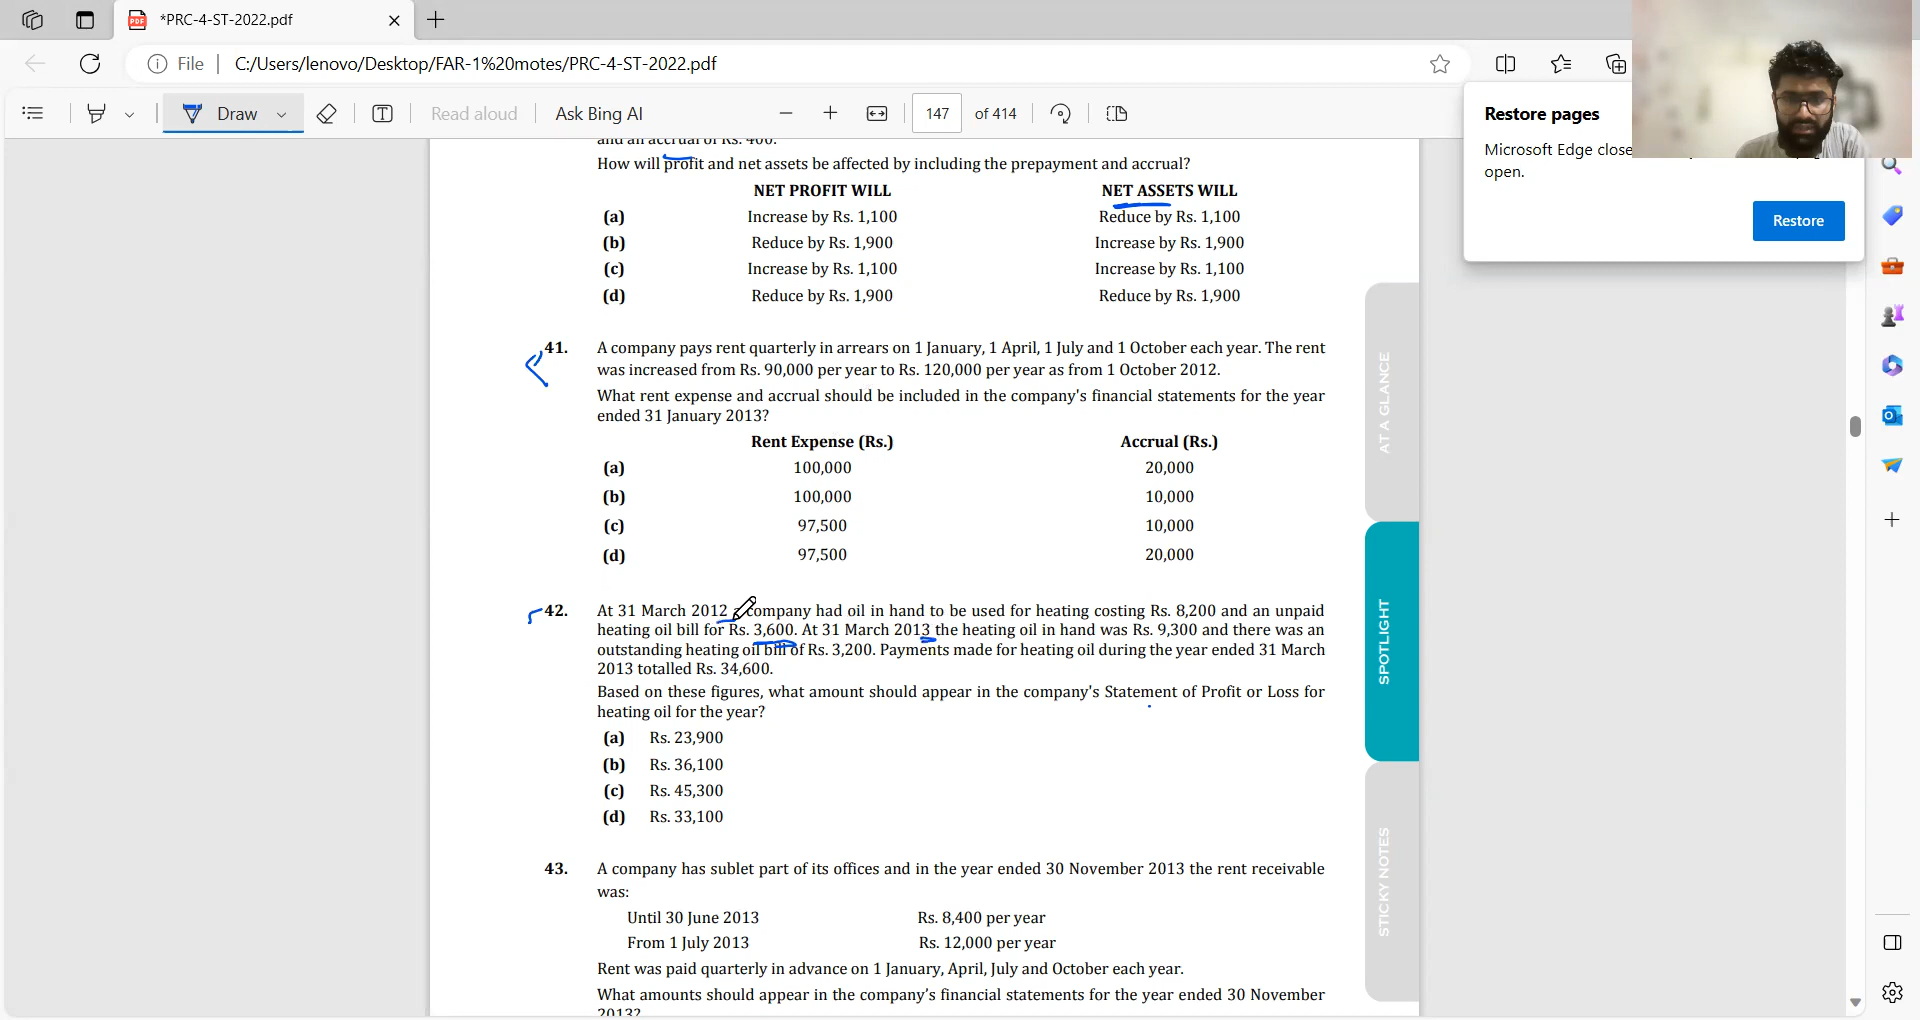 *PRC-4-ST-2022.pdf
File
C:/Users/lenovo/Desktop/FAR-1%20motes/PRC-4-ST-2022.pdf
Draw
Read aloud
Ask Bing AI
147 of 414
Restore pages
Microsoft Edge close
open.
Restore
and an accrual of Rs. 400.
How will profit and net assets be affected by including the prepayment and accrual?
NET PROFIT WILL NET ASSETS WILL
(a) Increase by Rs. 1,100 Reduce by Rs. 1,100
(b) Reduce by Rs. 1,900 Increase by Rs. 1,900
(c) Increase by Rs. 1,100 Increase by Rs. 1,100
(d) Reduce by Rs. 1,900 Reduce by Rs. 1,900
41. A company pays rent quarterly in arrears on 1 January, 1 April, 1 July and 1 October each year. The rent
was increased from Rs. 90,000 per year to Rs. 120,000 per year as from 1 October 2012.
What rent expense and accrual should be included in the company's financial statements for the year
ended 31 January 2013?
Rent Expense (Rs.) Accrual (Rs.)
(a) 100,000 20,000
(b) 100,000 10,000
(c) 97,500 10,000
(d) 97,500 20,000
42. At 31 March 2012 a company had oil in hand to be used for heating costing Rs. 8,200 and an unpaid
heating oil bill for Rs. 3,600. At 31 March 2013 the heating oil in hand was Rs. 9,300 and there was an
outstanding heating oil bill of Rs. 3,200. Payments made for heating oil during the year ended 31 March
2013 totalled Rs. 34,600.
Based on these figures, what amount should appear in the company's Statement of Profit or Loss for
heating oil for the year?
(a) Rs. 23,900
(b) Rs. 36,100
(c) Rs. 45,300
(d) Rs. 33,100
43. A company has sublet part of its offices and in the year ended 30 November 2013 the rent receivable
was:
Until 30 June 2013 Rs. 8,400 per year
From 1 July 2013 Rs. 12,000 per year
Rent was paid quarterly in advance on 1 January, April, July and October each year.
What amounts should appear in the company's financial statements for the year ended 30 November
2013?
AT A GLANCE
SPOTLIGHT
STICKY NOTES